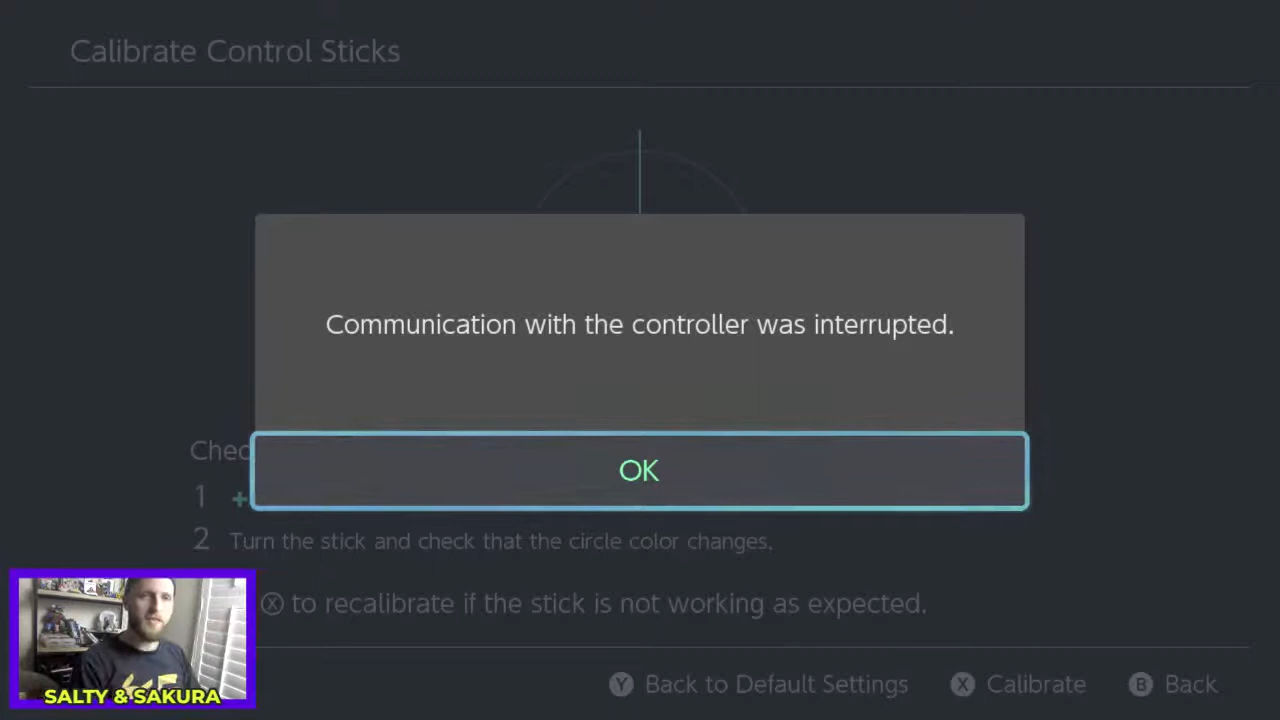 Calibrate Control Sticks
Communication with the controller was interrupted.
OK
Chec
1 +
2 Turn the stick and check that the circle color changes.
Ⓧ to recalibrate if the stick is not working as expected.
Ⓨ Back to Default Settings Ⓧ Calibrate Ⓑ Back
SALTY & SAKURA